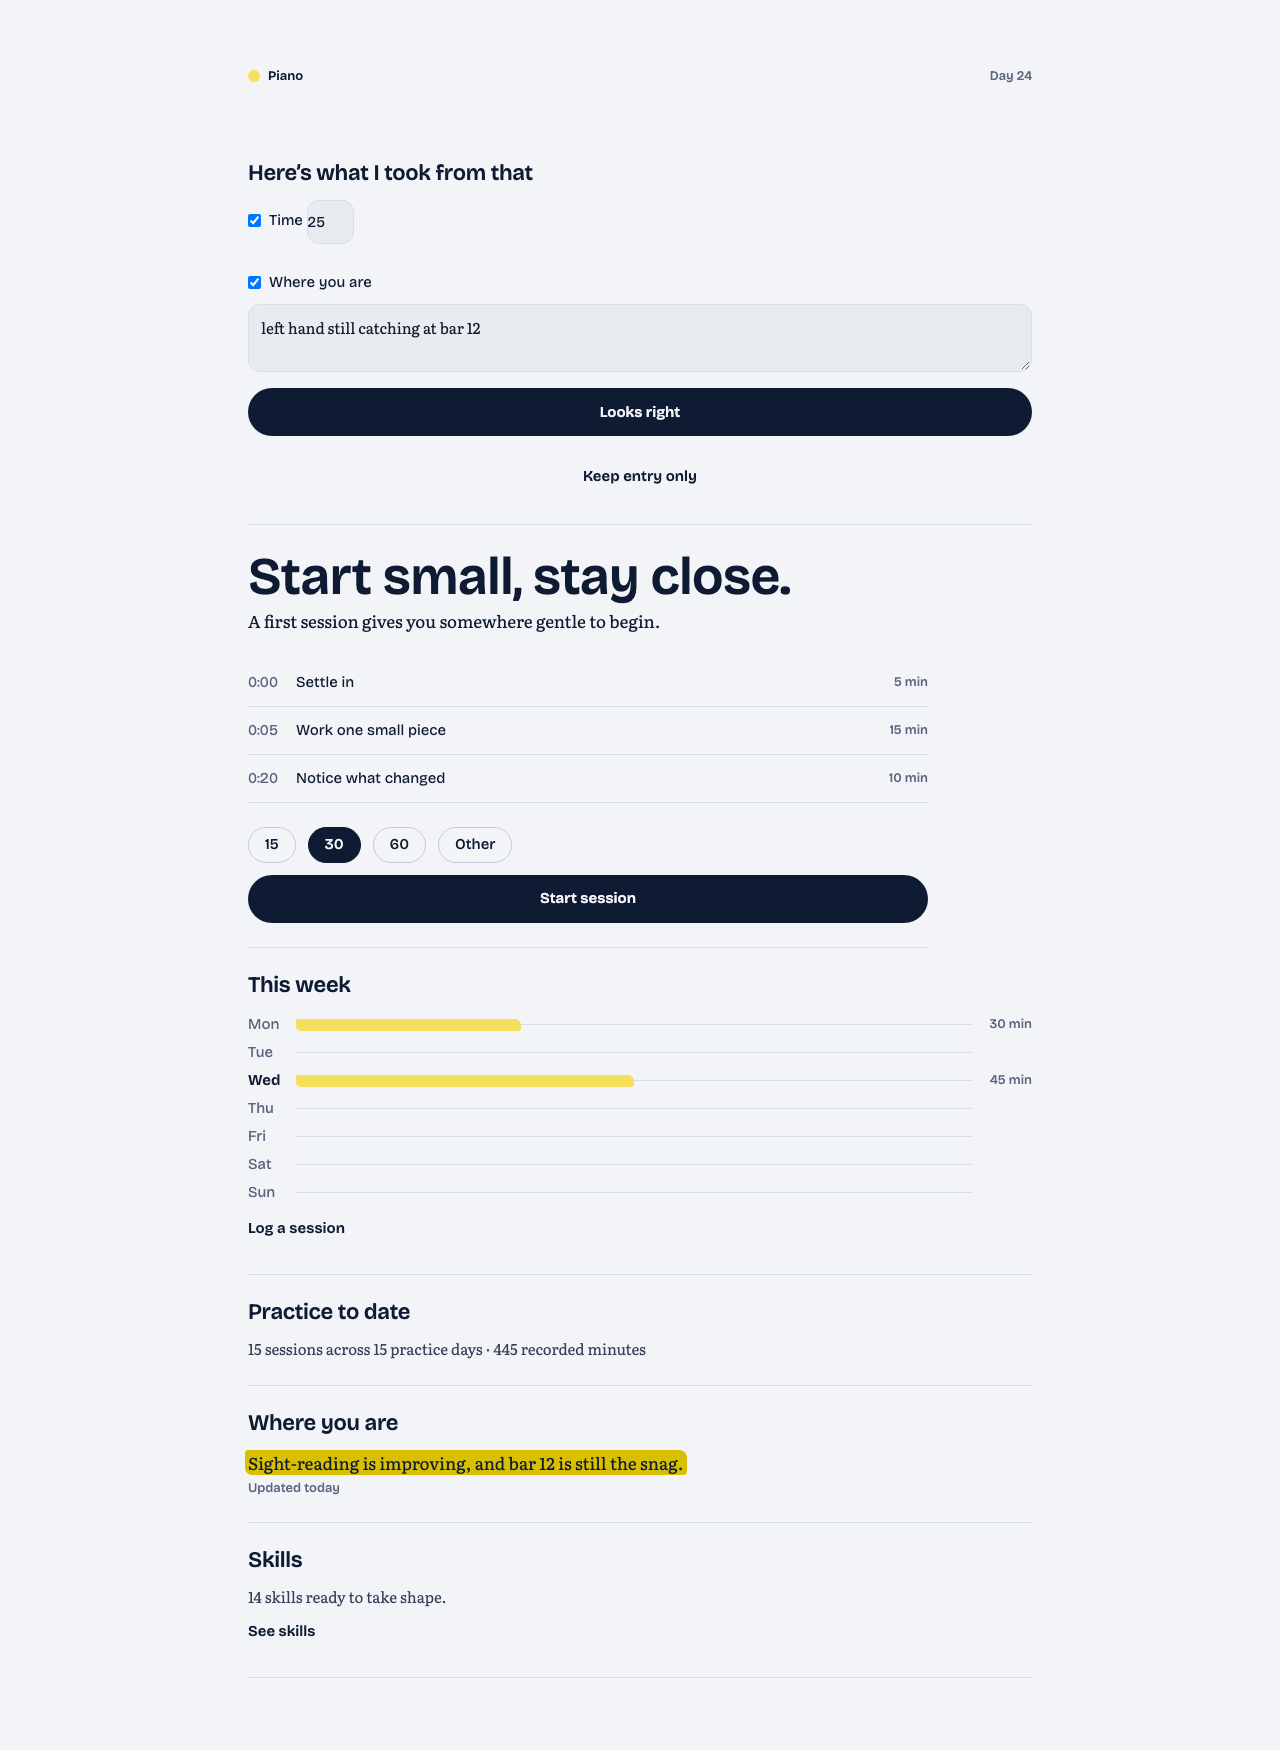 Piano
Day 24
Here’s what I took from that
Time 25
Where you are
left hand still catching at bar 12
Looks right
Keep entry only
Start small, stay close.
A first session gives you somewhere gentle to begin.
0:00 Settle in 5 min
0:05 Work one small piece 15 min
0:20 Notice what changed 10 min
15 30 60 Other
Start session
This week
Mon 30 min
Tue
Wed 45 min
Thu
Fri
Sat
Sun
Log a session
Practice to date
15 sessions across 15 practice days · 445 recorded minutes
Where you are
Sight-reading is improving, and bar 12 is still the snag.
Updated today
Skills
14 skills ready to take shape.
See skills